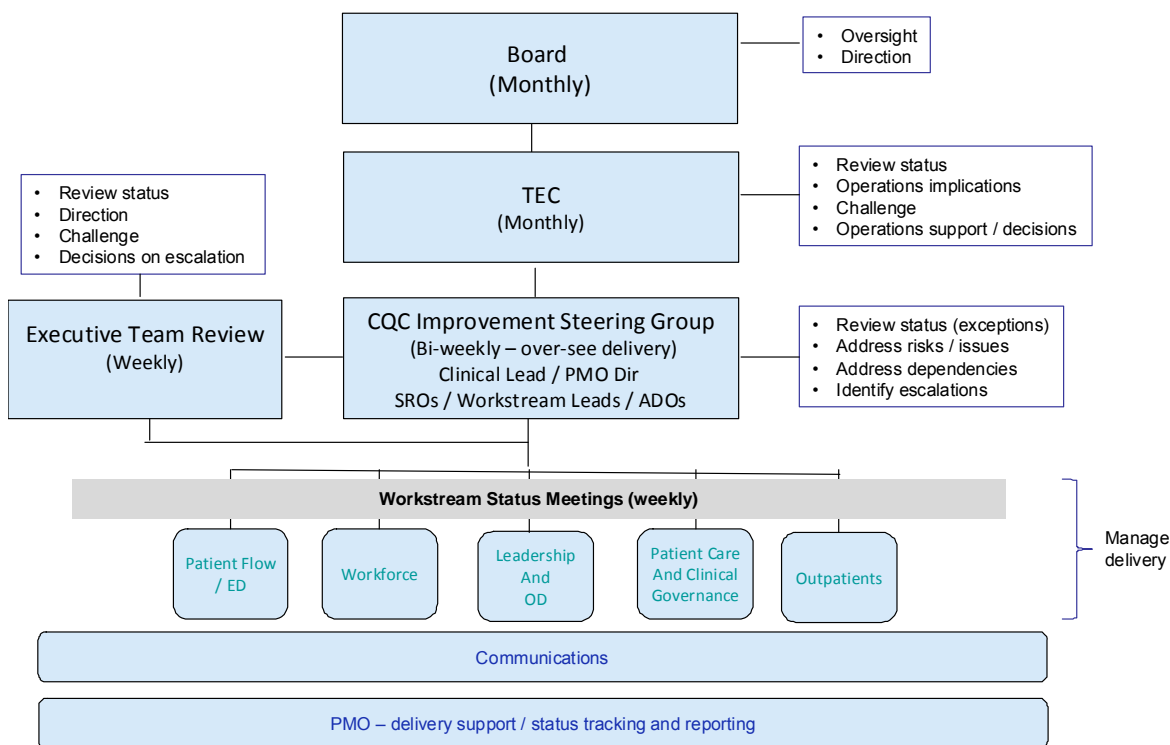 Board
(Monthly)
• Oversight
• Direction
TEC
(Monthly)
• Review status
• Operations implications
• Challenge
• Operations support / decisions
• Review status
• Direction
• Challenge
• Decisions on escalation
Executive Team Review
(Weekly)
CQC Improvement Steering Group
(Bi-weekly – over-see delivery)
Clinical Lead / PMO Dir
SROs / Workstream Leads / ADOs
• Review status (exceptions)
• Address risks / issues
• Address dependencies
• Identify escalations
Workstream Status Meetings (weekly)
Patient Flow
/ ED
Workforce
Leadership
And
OD
Patient Care
And Clinical
Governance
Outpatients
Manage
delivery
Communications
PMO – delivery support / status tracking and reporting